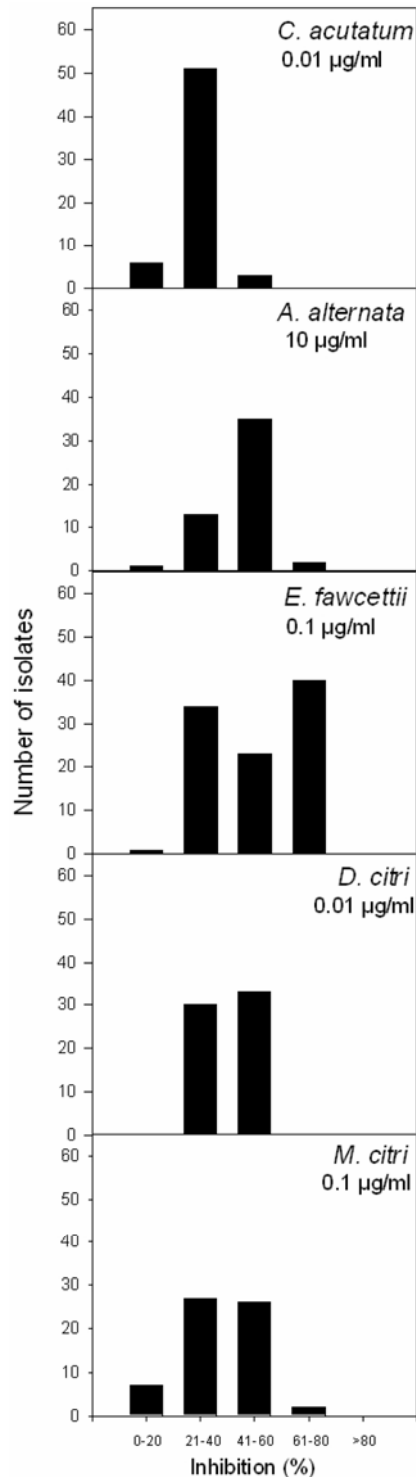 C. acutatum
0.01 µg/ml
60
50
40
30
20
10
0
A. alternata
10 µg/ml
60
50
40
30
20
10
0
E. fawcettii
0.1 µg/ml
60
50
40
30
20
10
0
D. citri
0.01 µg/ml
60
50
40
30
20
10
0
M. citri
0.1 µg/ml
60
50
40
30
20
10
0
Number of isolates
0-20 21-40 41-60 61-80 >80
Inhibition (%)